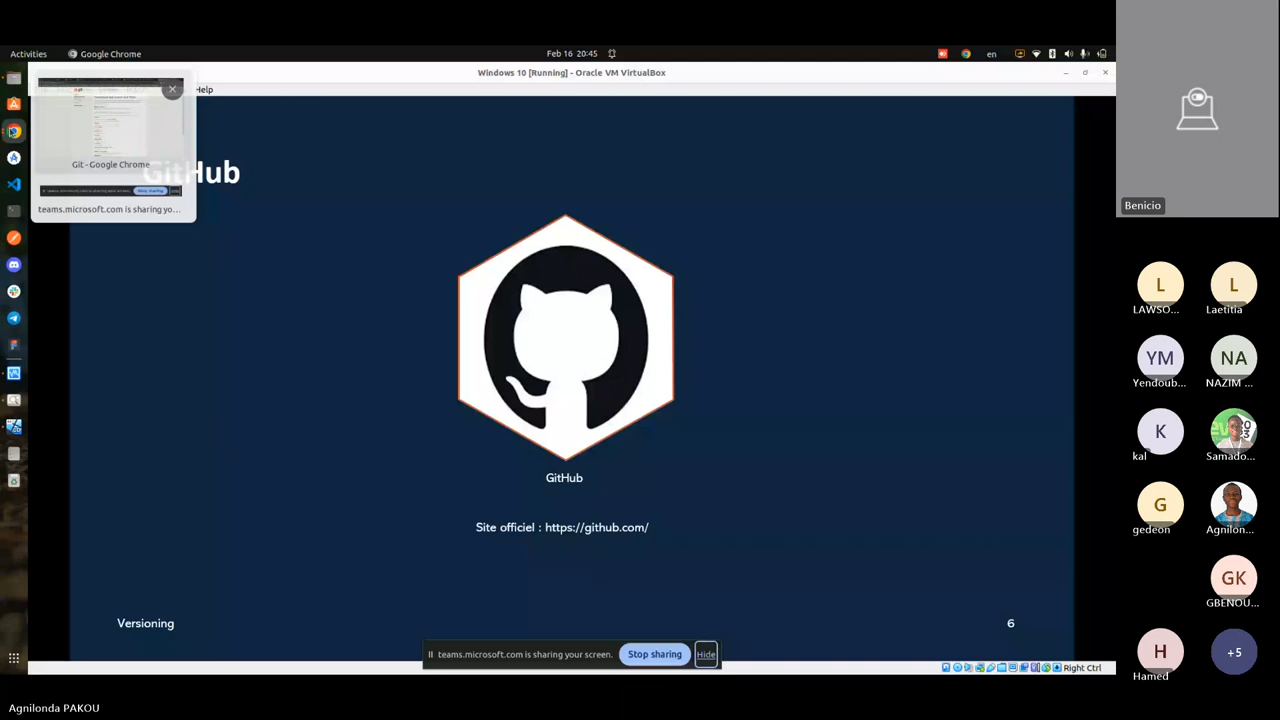 Activities
Google Chrome
Feb 16 20:45
en
Windows 10 [Running] - Oracle VM VirtualBox
Help
Git - Google Chrome
teams.microsoft.com is sharing yo...
GitHub
GitHub
Site officiel : https://github.com/
Versioning
6
teams.microsoft.com is sharing your screen.
Stop sharing
Hide
Right Ctrl
Benicio
L
LAWSO...
L
Laetitia
YM
Yendoub...
NA
NAZIM ...
K
kal
Samado...
G
gedeon
Agnilon...
GK
GBENOU...
H
Hamed
+5
Agnilonda PAKOU